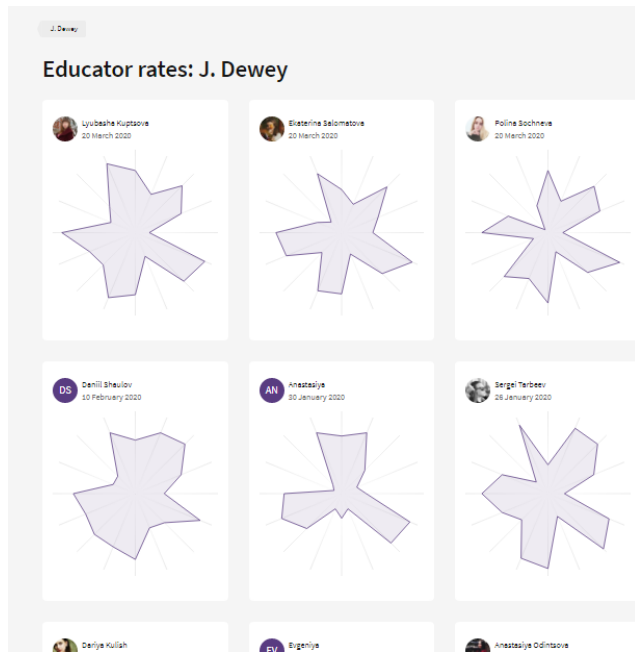 J. Dewey
Educator rates: J. Dewey
Lyubasha Kuptsova
20 March 2020
Ekaterina Salomatova
20 March 2020
Polina Sochneva
20 March 2020
DS
Daniil Shaulov
10 February 2020
AN
Anastasiya
30 January 2020
Sergei Tarbeev
26 January 2020
Dariya Kulish
EV
Evgeniya
Anastasiya Odintsova